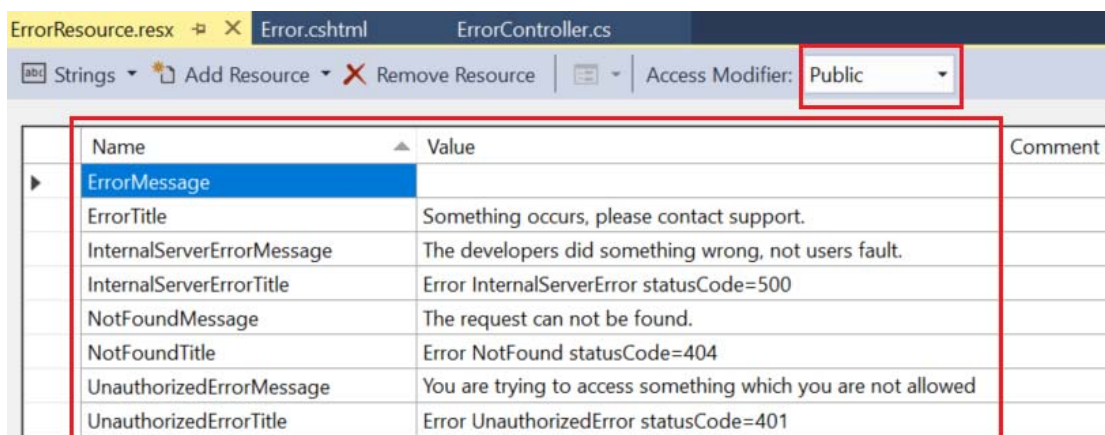 ErrorResource.resx Error.cshtml ErrorController.cs
abc Strings Add Resource Remove Resource Access Modifier: Public
Name Value Comment
ErrorMessage
ErrorTitle Something occurs, please contact support.
InternalServerErrorMessage The developers did something wrong, not users fault.
InternalServerErrorTitle Error InternalServerError statusCode=500
NotFoundMessage The request can not be found.
NotFoundTitle Error NotFound statusCode=404
UnauthorizedErrorMessage You are trying to access something which you are not allowed
UnauthorizedErrorTitle Error UnauthorizedError statusCode=401